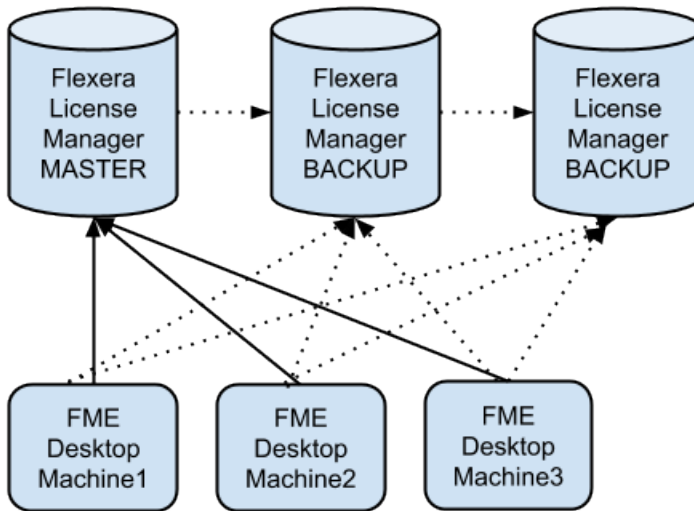 Flexera
License
Manager
MASTER
Flexera
License
Manager
BACKUP
Flexera
License
Manager
BACKUP
FME
Desktop
Machine1
FME
Desktop
Machine2
FME
Desktop
Machine3